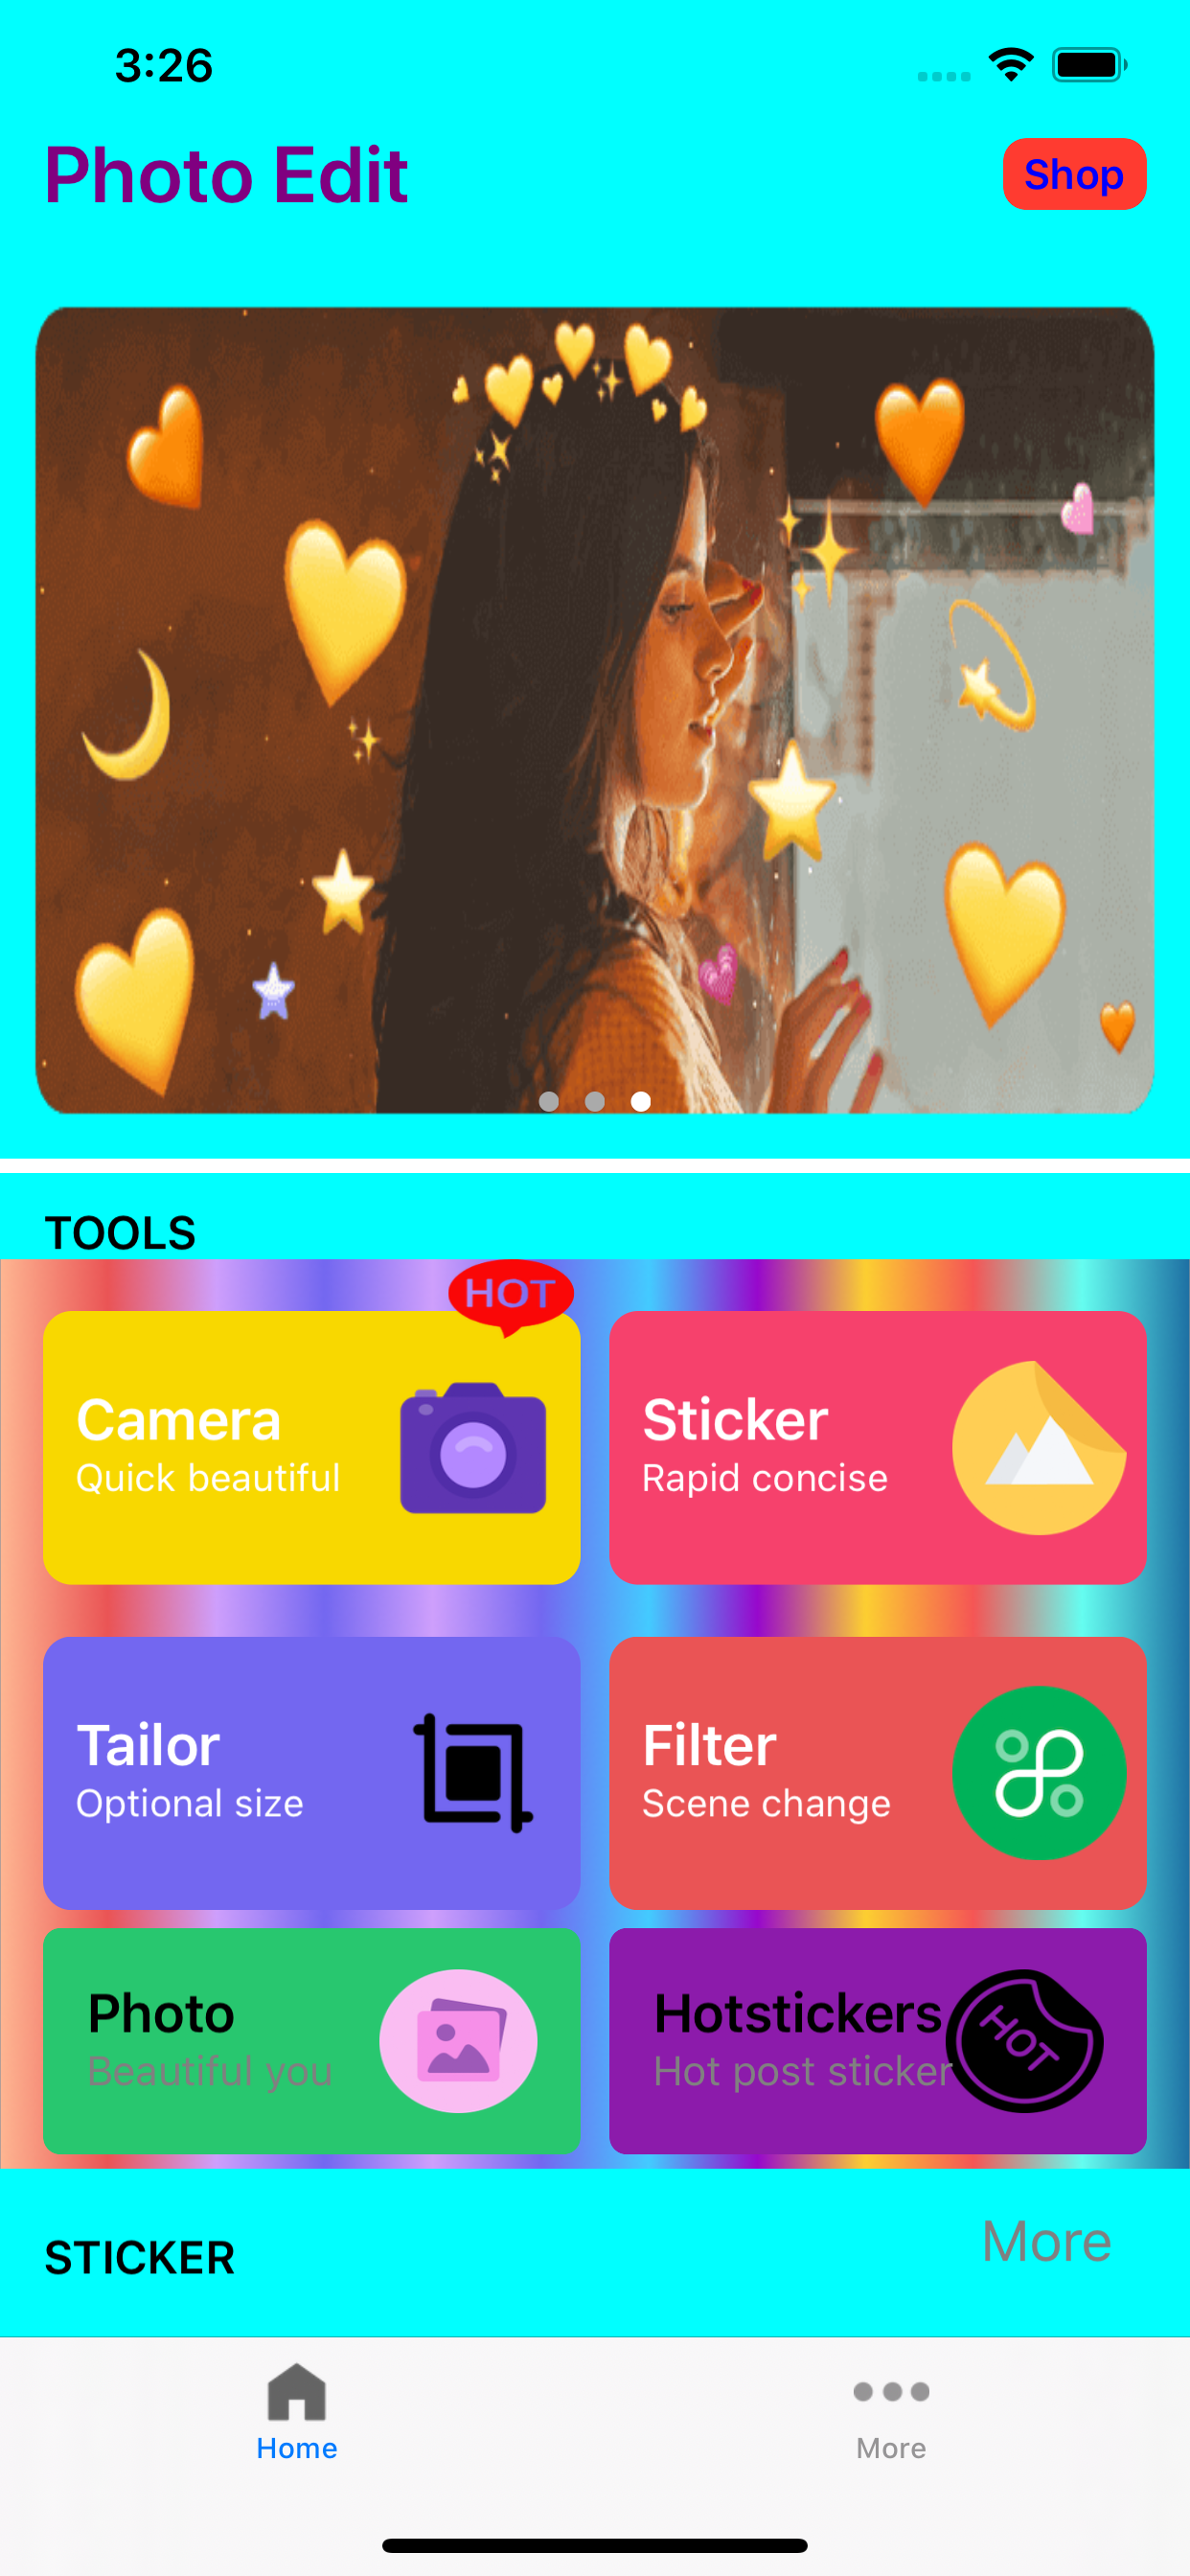 3:26
Photo Edit
Shop
TOOLS
HOT
Camera
Quick beautiful
Sticker
Rapid concise
Tailor
Optional size
Filter
Scene change
Photo
Beautiful you
Hotstickers
Hot post sticker
HOT
STICKER
More
Home
More